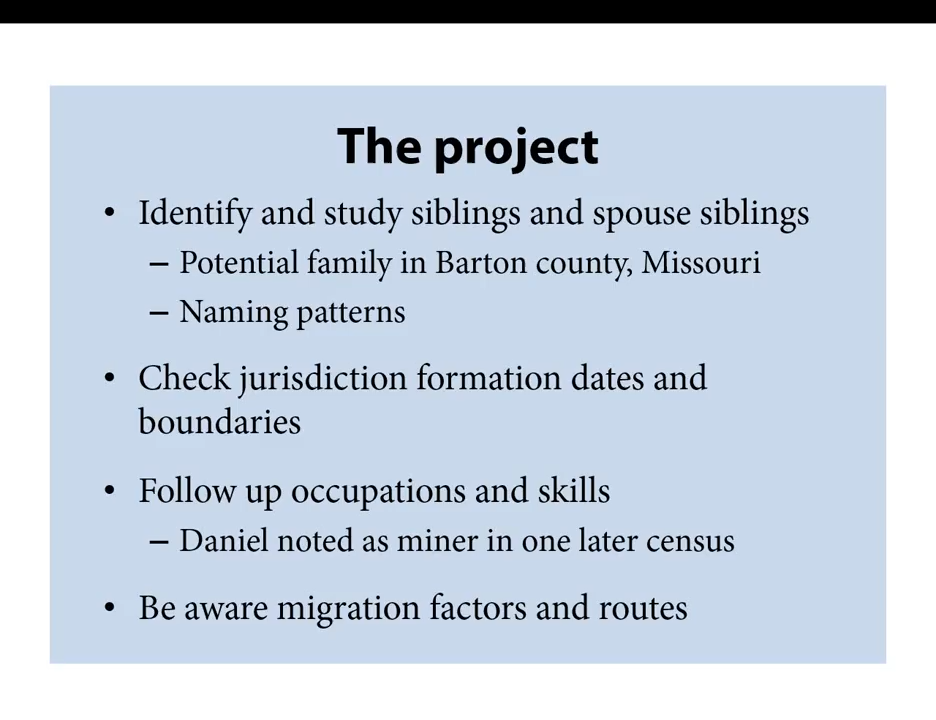 The project
• Identify and study siblings and spouse siblings
– Potential family in Barton county, Missouri
– Naming patterns
• Check jurisdiction formation dates and
boundaries
• Follow up occupations and skills
– Daniel noted as miner in one later census
• Be aware migration factors and routes